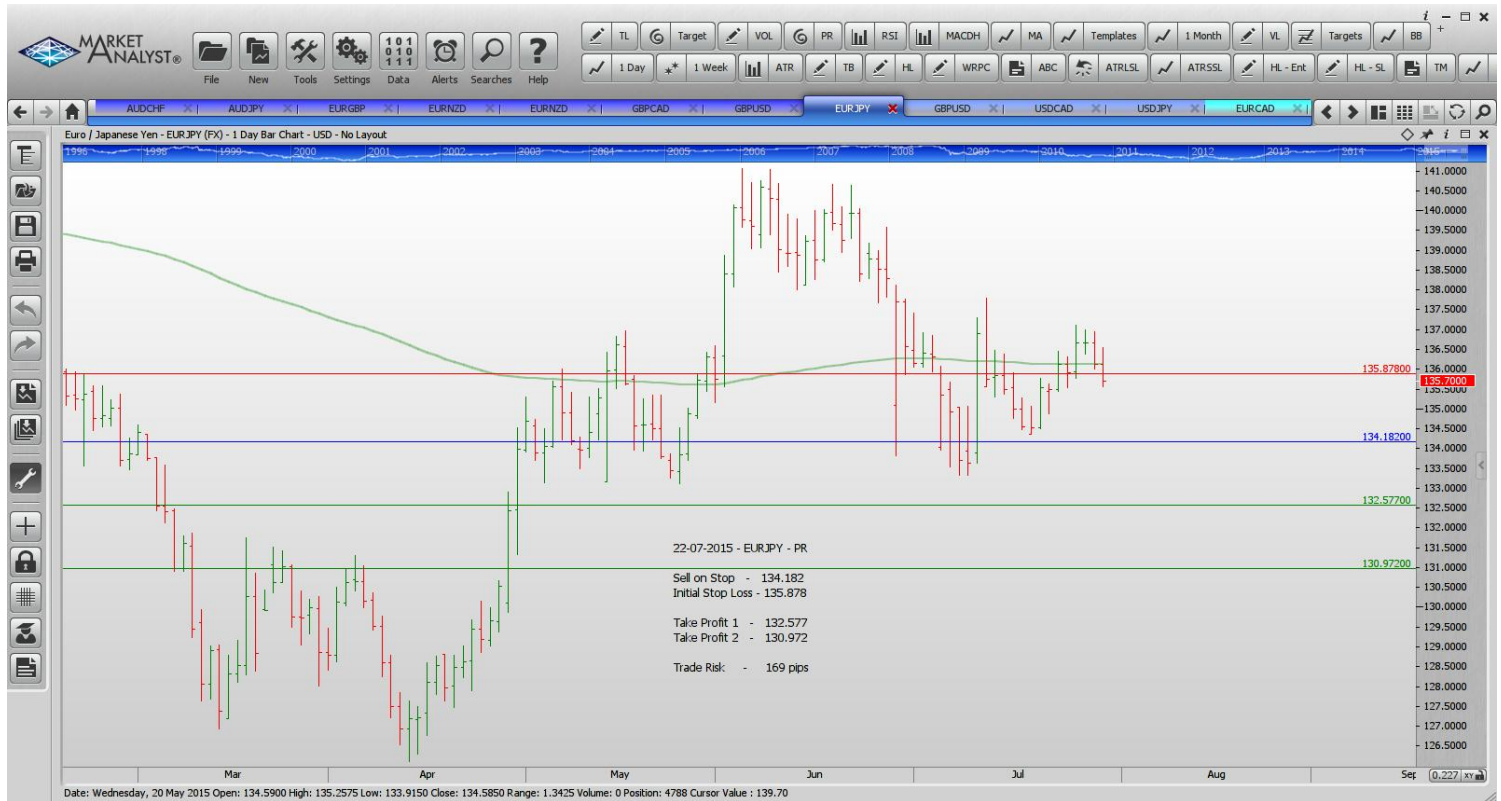 i
MARKET
ANALYST®
File New Tools Settings Data Alerts Searches Help
TL Target VOL PR RSI MACDH MA Templates 1 Month VL Targets BB +
1 Day 1 Week ATR TB HL WRPC ABC ATRLSL ATRSSL HL - Ent HL - SL TM
AUDCHF AUDJPY EURGBP EURNZD EURNZD GBPCAD GBPUSD EURJPY GBPUSD USDCAD USDJPY EURCAD
Euro / Japanese Yen - EURJPY (FX) - 1 Day Bar Chart - USD - No Layout
1996 1998 1999 2000 2001 2002 2003 2004 2005 2006 2007 2008 2009 2010 2011 2012 2013 2014 2015
141.0000
140.5000
140.0000
139.5000
139.0000
138.5000
138.0000
137.5000
137.0000
136.5000
135.87800
136.0000
135.7000
135.5000
135.0000
134.5000
134.18200
134.0000
133.5000
133.0000
132.57700
132.5000
132.0000
131.5000
130.97200
131.0000
130.5000
130.0000
129.5000
129.0000
128.5000
128.0000
127.5000
127.0000
126.5000
22-07-2015 - EURJPY - PR
Sell on Stop - 134.182
Initial Stop Loss - 135.878
Take Profit 1 - 132.577
Take Profit 2 - 130.972
Trade Risk - 169 pips
Mar Apr May Jun Jul Aug Sep 0.227 XY
Date: Wednesday, 20 May 2015 Open: 134.5900 High: 135.2575 Low: 133.9150 Close: 134.5850 Range: 1.3425 Volume: 0 Position: 4788 Cursor Value : 139.70